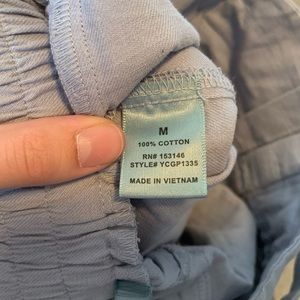 M
100% COTTON
RN# 153146
STYLE# YCGP1335
MADE IN VIETNAM